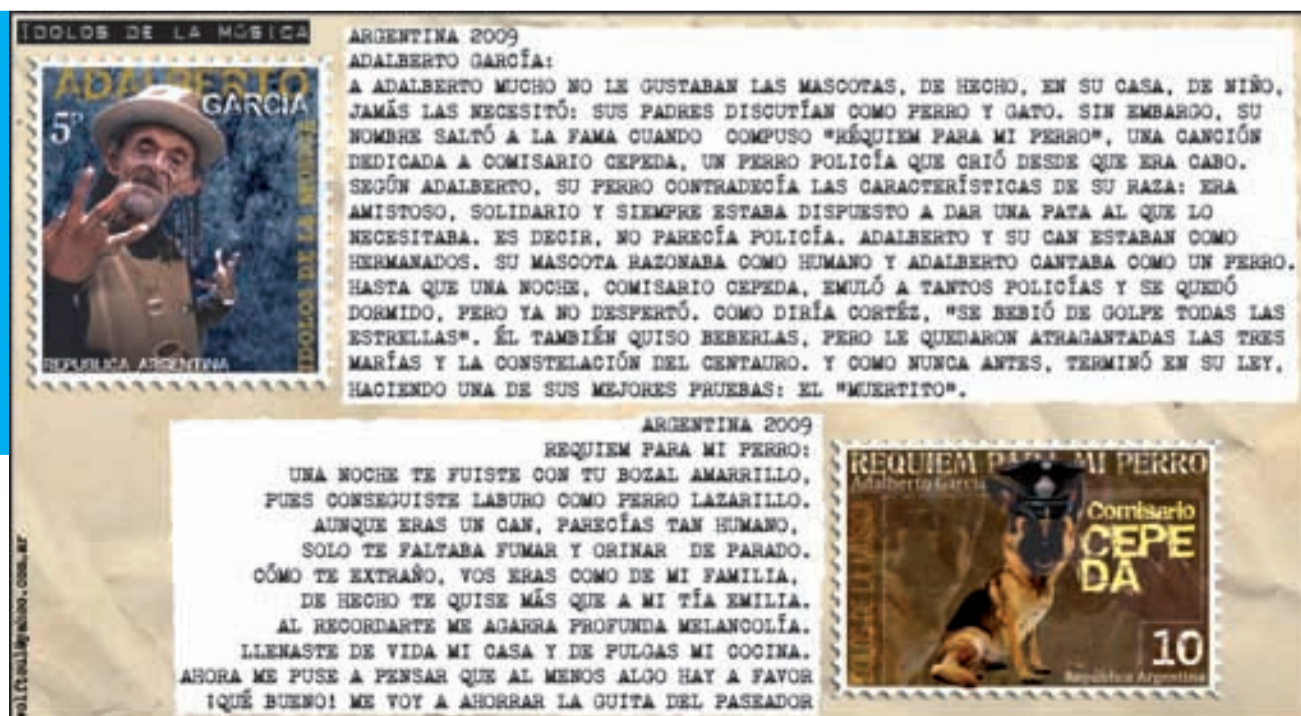 ÍDOLOS DE LA MÚSICA
ADALBERTO
GARCIA
5P
REPUBLICA ARGENTINA
ARGENTINA 2009
ADALBERTO GARCÍA:
A ADALBERTO MUCHO NO LE GUSTABAN LAS MASCOTAS, DE HECHO, EN SU CASA, DE NIÑO,
JAMÁS LAS NECESITÓ: SUS PADRES DISCUTÍAN COMO PERRO Y GATO. SIN EMBARGO, SU
NOMBRE SALTÓ A LA FAMA CUANDO COMPUSO "RÉQUIEM PARA MI PERRO", UNA CANCIÓN
DEDICADA A COMISARIO CEPEDA, UN PERRO POLICÍA QUE CRIÓ DESDE QUE ERA CABO.
SEGÚN ADALBERTO, SU PERRO CONTRADECÍA LAS CARACTERÍSTICAS DE SU RAZA: ERA
AMISTOSO, SOLIDARIO Y SIEMPRE ESTABA DISPUESTO A DAR UNA PATA AL QUE LO
NECESITABA. ES DECIR, NO PARECÍA POLICÍA. ADALBERTO Y SU CAN ESTABAN COMO
HERMANADOS. SU MASCOTA RAZONABA COMO HUMANO Y ADALBERTO CANTABA COMO UN PERRO.
HASTA QUE UNA NOCHE, COMISARIO CEPEDA, EMULÓ A TANTOS POLICÍAS Y SE QUEDÓ
DORMIDO, PERO YA NO DESPERTÓ. COMO DIRÍA CORTÉZ, "SE BEBIÓ DE GOLPE TODAS LAS
ESTRELLAS". ÉL TAMBIÉN QUISO BEBERLAS, PERO LE QUEDARON ATRAGANTADAS LAS TRES
MARÍAS Y LA CONSTELACIÓN DEL CENTAURO. Y COMO NUNCA ANTES, TERMINÓ EN SU LEY,
HACIENDO UNA DE SUS MEJORES PRUEBAS: EL "MUERTITO".
ARGENTINA 2009
REQUIEM PARA MI PERRO:
UNA NOCHE TE FUISTE CON TU BOZAL AMARRILLO,
PUES CONSEGUISTE LABURO COMO PERRO LAZARILLO.
AUNQUE ERAS UN CAN, PARECÍAS TAN HUMANO,
SOLO TE FALTABA FUMAR Y ORINAR DE PARADO.
CÓMO TE EXTRAÑO, VOS ERAS COMO DE MI FAMILIA,
DE HECHO TE QUISE MÁS QUE A MI TÍA EMILIA.
AL RECORDARTE ME AGARRA PROFUNDA MELANCOLÍA.
LLENASTE DE VIDA MI CASA Y DE PULGAS MI COCINA.
AHORA ME PUSE A PENSAR QUE AL MENOS ALGO HAY A FAVOR
¡QUÉ BUENO! ME VOY A AHORRAR LA GUITA DEL PASEADOR
REQUIEM PARA MI PERRO
Adalberto Garcia
Comisario
CEPE
DA
10
República Argentina